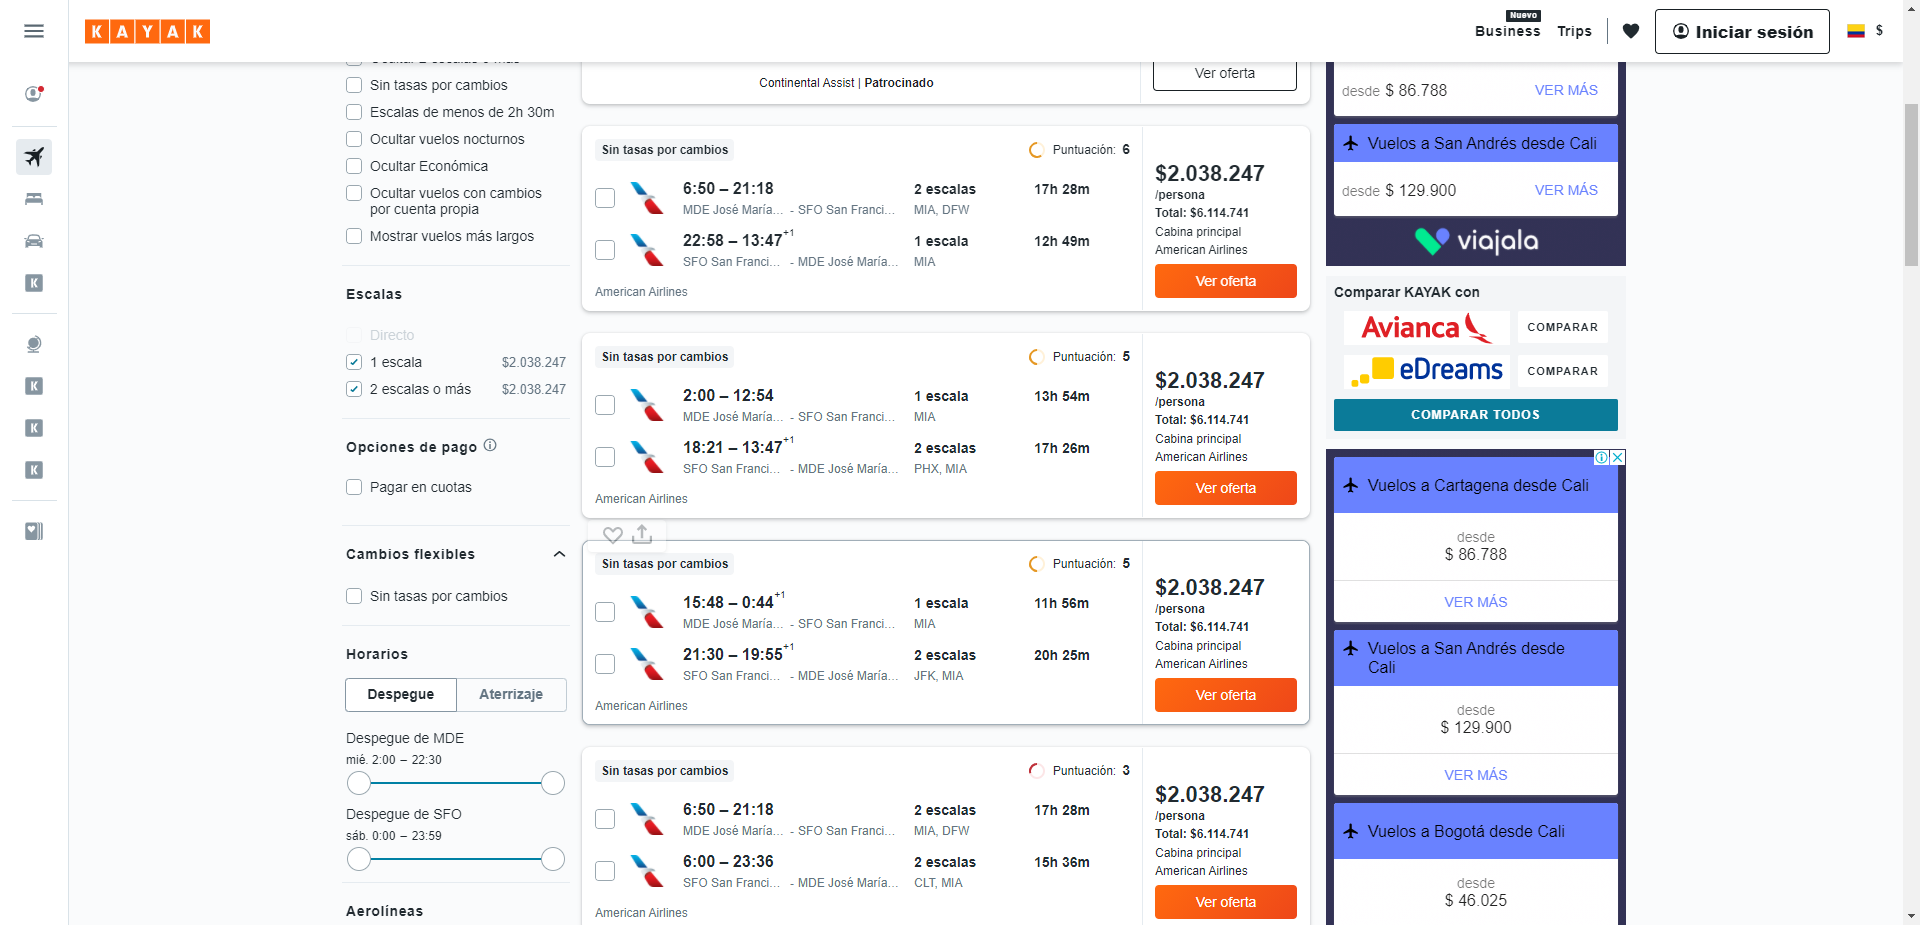 KAYAK
Nuevo
Business
Trips
Iniciar sesión
$
Sin tasas por cambios
Escalas de menos de 2h 30m
Ocultar vuelos nocturnos
Ocultar Económica
Ocultar vuelos con cambios
por cuenta propia
Mostrar vuelos más largos
Escalas
Directo
1 escala $2.038.247
2 escalas o más $2.038.247
Opciones de pago
Pagar en cuotas
Cambios flexibles
Sin tasas por cambios
Horarios
Despegue Aterrizaje
Despegue de MDE
mié. 2:00 – 22:30
Despegue de SFO
sáb. 0:00 – 23:59
Aerolíneas
Continental Assist | Patrocinado
Ver oferta
Sin tasas por cambios
Puntuación: 6
6:50 – 21:18 2 escalas 17h 28m
MDE José María... - SFO San Franci... MIA, DFW
22:58 – 13:47+1 1 escala 12h 49m
SFO San Franci... - MDE José María... MIA
American Airlines
$2.038.247
/persona
Total: $6.114.741
Cabina principal
American Airlines
Ver oferta
Sin tasas por cambios
Puntuación: 5
2:00 – 12:54 1 escala 13h 54m
MDE José María... - SFO San Franci... MIA
18:21 – 13:47+1 2 escalas 17h 26m
SFO San Franci... - MDE José María... PHX, MIA
American Airlines
$2.038.247
/persona
Total: $6.114.741
Cabina principal
American Airlines
Ver oferta
Sin tasas por cambios
Puntuación: 5
15:48 – 0:44+1 1 escala 11h 56m
MDE José María... - SFO San Franci... MIA
21:30 – 19:55+1 2 escalas 20h 25m
SFO San Franci... - MDE José María... JFK, MIA
American Airlines
$2.038.247
/persona
Total: $6.114.741
Cabina principal
American Airlines
Ver oferta
Sin tasas por cambios
Puntuación: 3
6:50 – 21:18 2 escalas 17h 28m
MDE José María... - SFO San Franci... MIA, DFW
6:00 – 23:36 2 escalas 15h 36m
SFO San Franci... - MDE José María... CLT, MIA
American Airlines
$2.038.247
/persona
Total: $6.114.741
Cabina principal
American Airlines
Ver oferta
desde $ 86.788 VER MÁS
Vuelos a San Andrés desde Cali
desde $ 129.900 VER MÁS
viajala
Comparar KAYAK con
Avianca COMPARAR
eDreams COMPARAR
COMPARAR TODOS
Vuelos a Cartagena desde Cali
desde
$ 86.788
VER MÁS
Vuelos a San Andrés desde
Cali
desde
$ 129.900
VER MÁS
Vuelos a Bogotá desde Cali
desde
$ 46.025